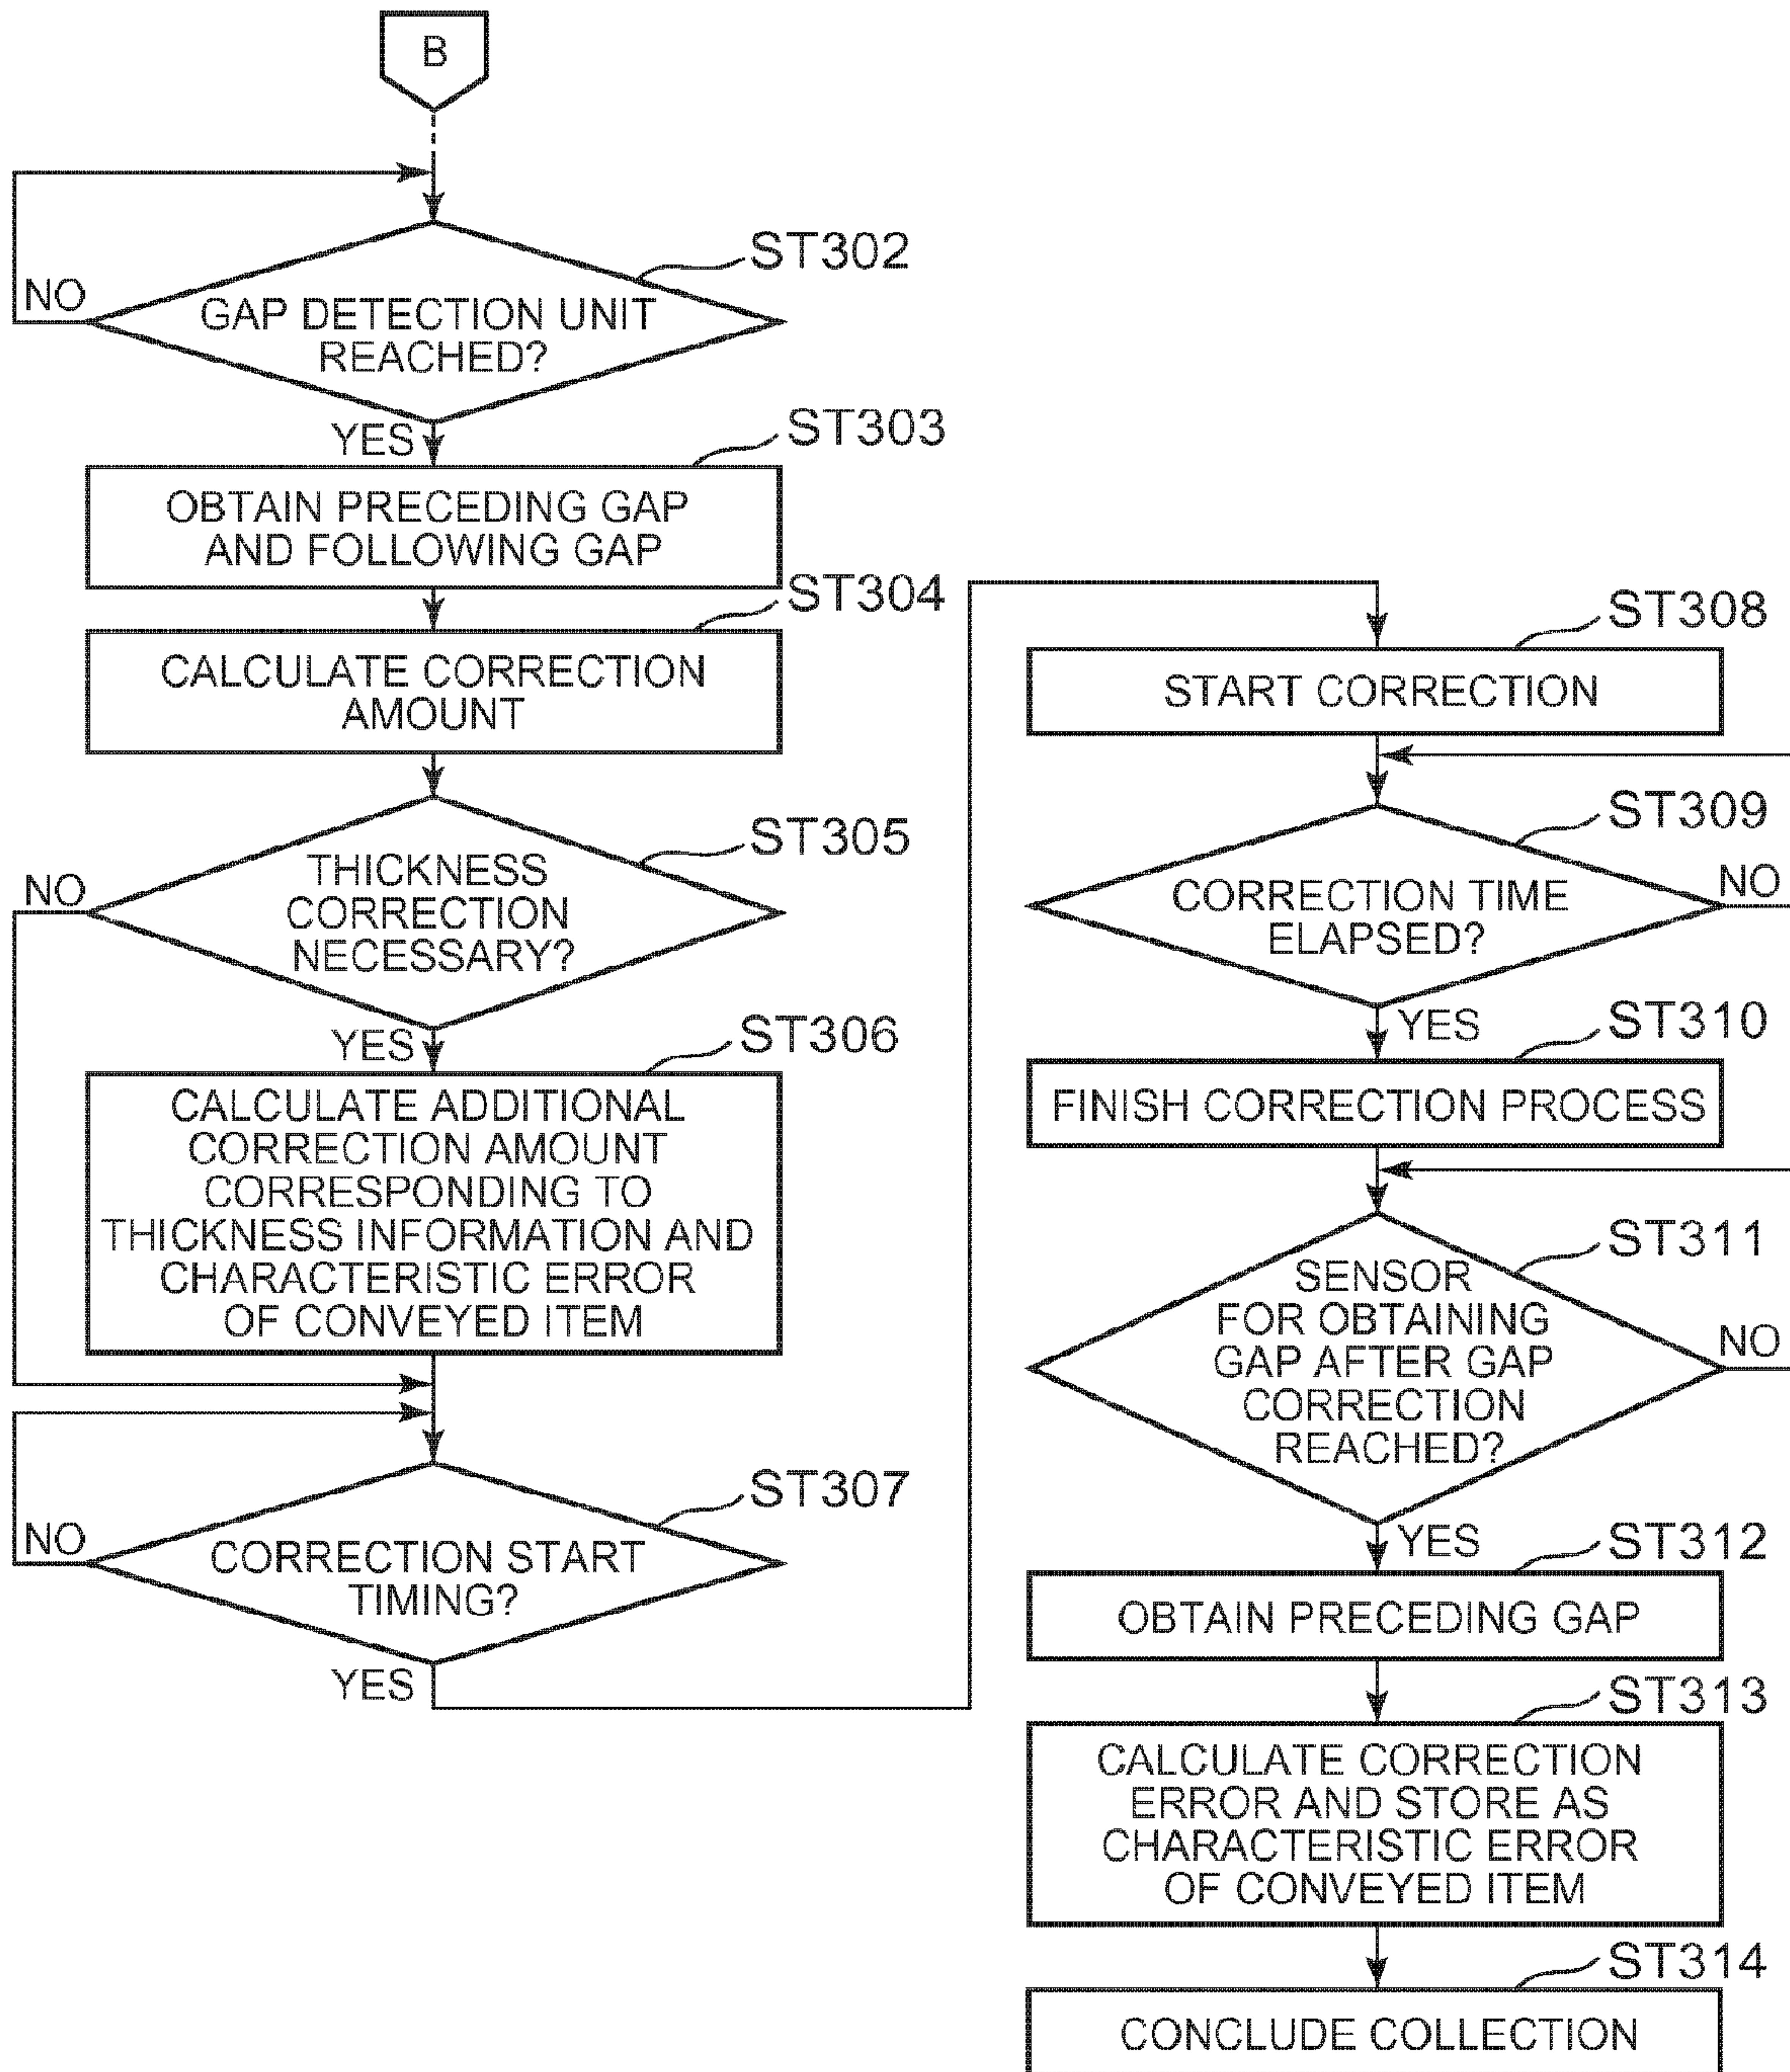 B
ST302
NO
GAP DETECTION UNIT
REACHED?
YES
ST303
OBTAIN PRECEDING GAP
AND FOLLOWING GAP
ST304
CALCULATE CORRECTION
AMOUNT
ST305
NO
THICKNESS
CORRECTION
NECESSARY?
YES
ST306
CALCULATE ADDITIONAL
CORRECTION AMOUNT
CORRESPONDING TO
THICKNESS INFORMATION AND
CHARACTERISTIC ERROR
OF CONVEYED ITEM
ST307
NO
CORRECTION START
TIMING?
YES
ST308
START CORRECTION
ST309
CORRECTION TIME
ELAPSED?
NO
YES
ST310
FINISH CORRECTION PROCESS
ST311
SENSOR
FOR OBTAINING
GAP AFTER GAP
CORRECTION
REACHED?
NO
YES
ST312
OBTAIN PRECEDING GAP
ST313
CALCULATE CORRECTION
ERROR AND STORE AS
CHARACTERISTIC ERROR
OF CONVEYED ITEM
ST314
CONCLUDE COLLECTION